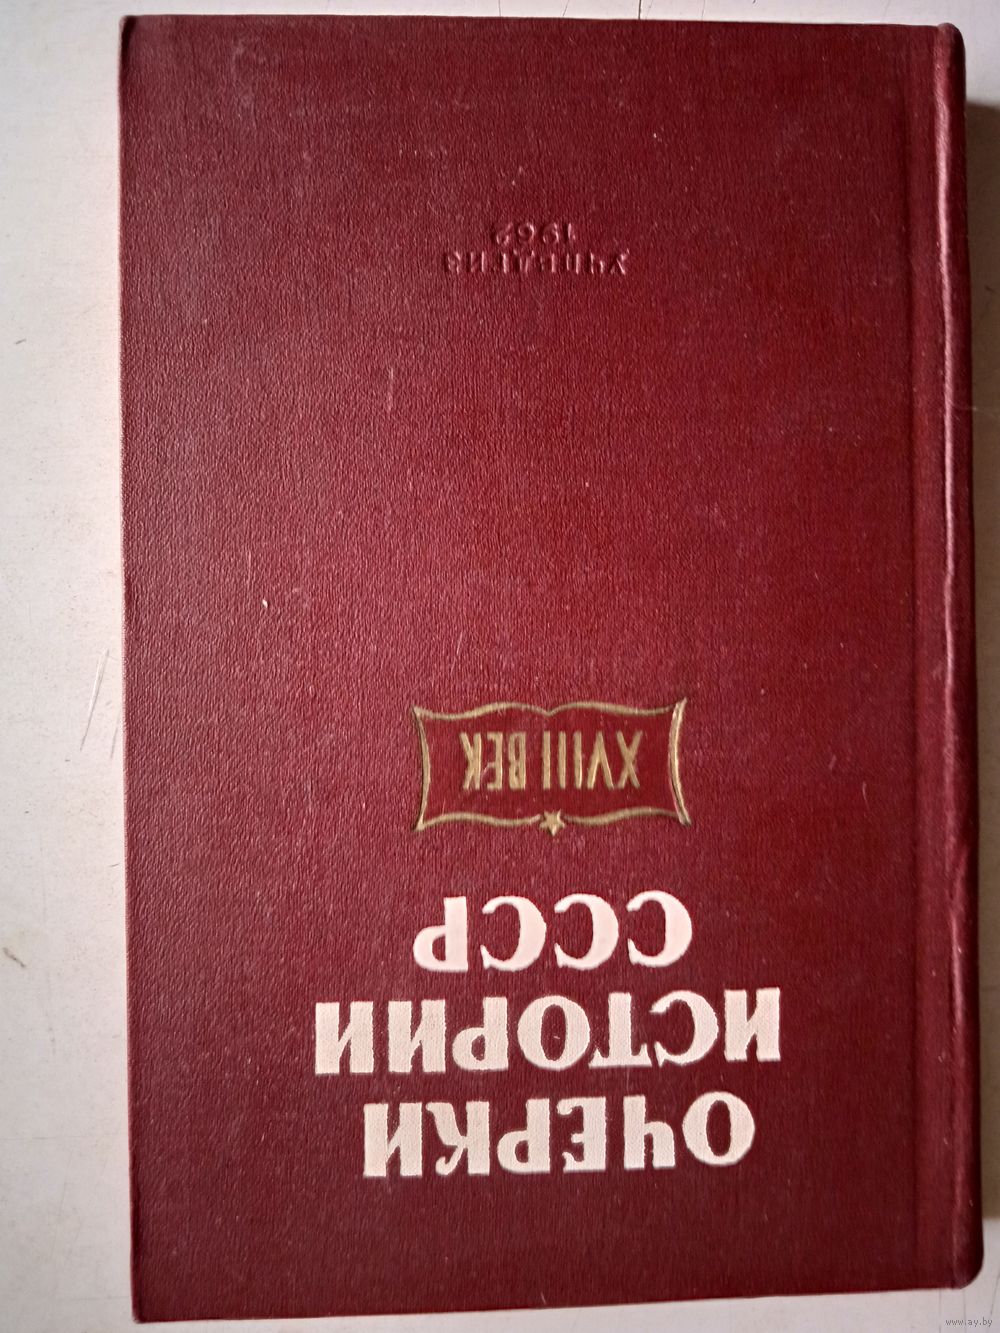 ОЧЕРКИ
ИСТОРИИ
СССР
XVIII ВЕК
УЧПЕДГИЗ
1962
www.ay.by